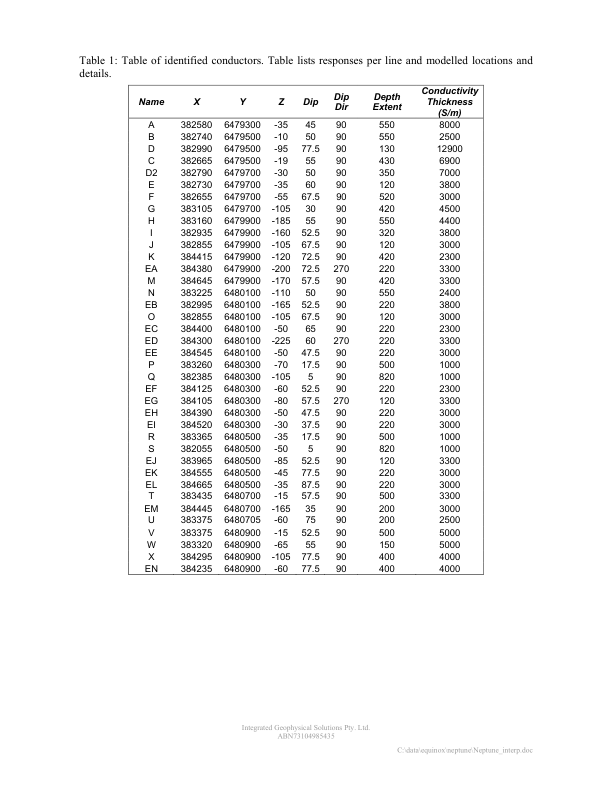 Table 1: Table of identified conductors. Table lists responses per line and modelled locations and
details.
Name X Y Z Dip Dip Dir Depth Extent Conductivity Thickness (S/m)
A 382580 6479300 -35 45 90 550 8000
B 382740 6479500 -10 50 90 550 2500
D 382990 6479500 -95 77.5 90 130 12900
C 382665 6479500 -19 55 90 430 6900
D2 382790 6479700 -30 50 90 350 7000
E 382730 6479700 -35 60 90 120 3800
F 382655 6479700 -55 67.5 90 520 3000
G 383105 6479700 -105 30 90 420 4500
H 383160 6479900 -185 55 90 550 4400
I 382935 6479900 -160 52.5 90 320 3800
J 382855 6479900 -105 67.5 90 120 3000
K 384415 6479900 -120 72.5 90 420 2300
EA 384380 6479900 -200 72.5 270 220 3300
M 384645 6479900 -170 57.5 90 420 3300
N 383225 6480100 -110 50 90 550 2400
EB 382995 6480100 -165 52.5 90 220 3800
O 382855 6480100 -105 67.5 90 120 3000
EC 384400 6480100 -50 65 90 220 2300
ED 384300 6480100 -225 60 270 220 3300
EE 384545 6480100 -50 47.5 90 220 3000
P 383260 6480300 -70 17.5 90 500 1000
Q 382385 6480300 -105 5 90 820 1000
EF 384125 6480300 -60 52.5 90 220 2300
EG 384105 6480300 -80 57.5 270 120 3300
EH 384390 6480300 -50 47.5 90 220 3000
EI 384520 6480300 -30 37.5 90 220 3000
R 383365 6480500 -35 17.5 90 500 1000
S 382055 6480500 -50 5 90 820 1000
EJ 383965 6480500 -85 52.5 90 120 3300
EK 384555 6480500 -45 77.5 90 220 3000
EL 384665 6480500 -35 87.5 90 220 3000
T 383435 6480700 -15 57.5 90 500 3300
EM 384445 6480700 -165 35 90 200 3000
U 383375 6480705 -60 75 90 200 2500
V 383375 6480900 -15 52.5 90 500 5000
W 383320 6480900 -65 55 90 150 5000
X 384295 6480900 -105 77.5 90 400 4000
EN 384235 6480900 -60 77.5 90 400 4000
Integrated Geophysical Solutions Pty. Ltd.
ABN73104985435
C:\data\equinox\neptune\Neptune_interp.doc